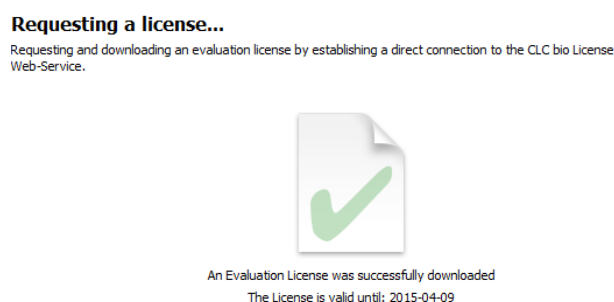 Requesting a license...
Requesting and downloading an evaluation license by establishing a direct connection to the CLC bio License
Web-Service.
An Evaluation License was successfully downloaded
The License is valid until: 2015-04-09